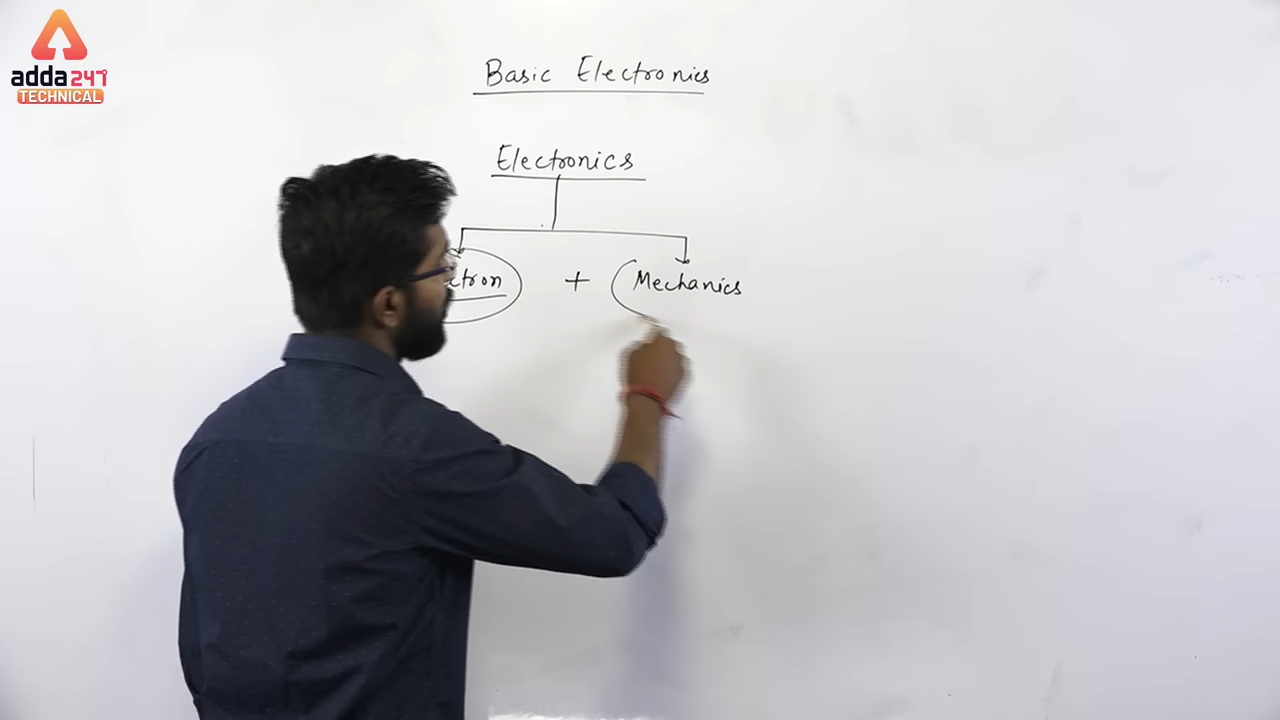 adda247
TECHNICAL
Basic Electronics
Electronics
ctron + Mechanics